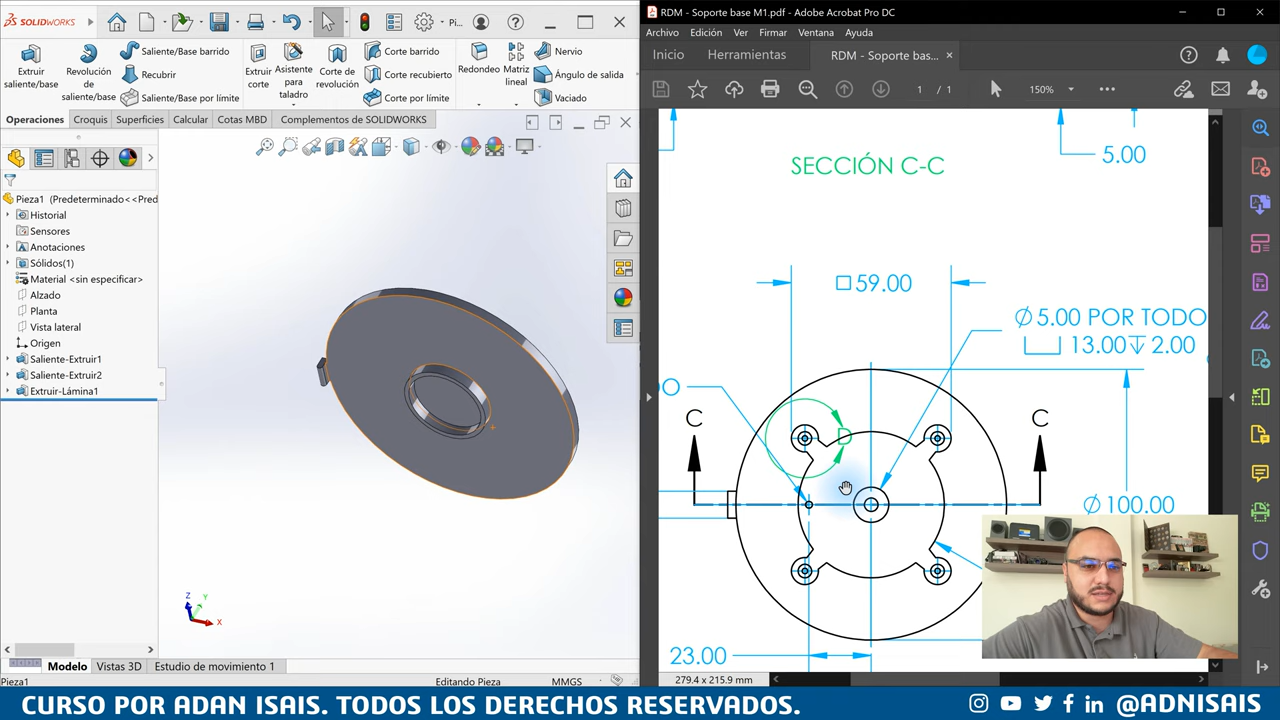 SOLIDWORKS
Pi...
RDM - Soporte base M1.pdf - Adobe Acrobat Pro DC
Archivo Edición Ver Firmar Ventana Ayuda
Inicio Herramientas RDM - Soporte bas... ×
1 / 1 150%
Extruir saliente/base
Revolución de saliente/base
Saliente/Base barrido
Recubrir
Saliente/Base por límite
Extruir corte
Asistente para taladro
Corte de revolución
Corte barrido
Corte recubierto
Corte por límite
Redondeo
Matriz lineal
Nervio
Ángulo de salida
Vaciado
Operaciones Croquis Superficies Calcular Cotas MBD Complementos de SOLIDWORKS
Pieza1 (Predeterminado<<Pred
Historial
Sensores
Anotaciones
Sólidos(1)
Material <sin especificar>
Alzado
Planta
Vista lateral
Origen
Saliente-Extruir1
Saliente-Extruir2
Extruir-Lámina1
Z Y X
Modelo Vistas 3D Estudio de movimiento 1
Pieza1 Editando Pieza MMGS
5.00
SECCIÓN C-C
□59.00
Ø 5.00 POR TODO
⌴ 13.00↧ 2.00
DO
C C
D
Ø 100.00
23.00
279.4 x 215.9 mm
CURSO POR ADAN ISAIS. TODOS LOS DERECHOS RESERVADOS.
@ADNISAIS